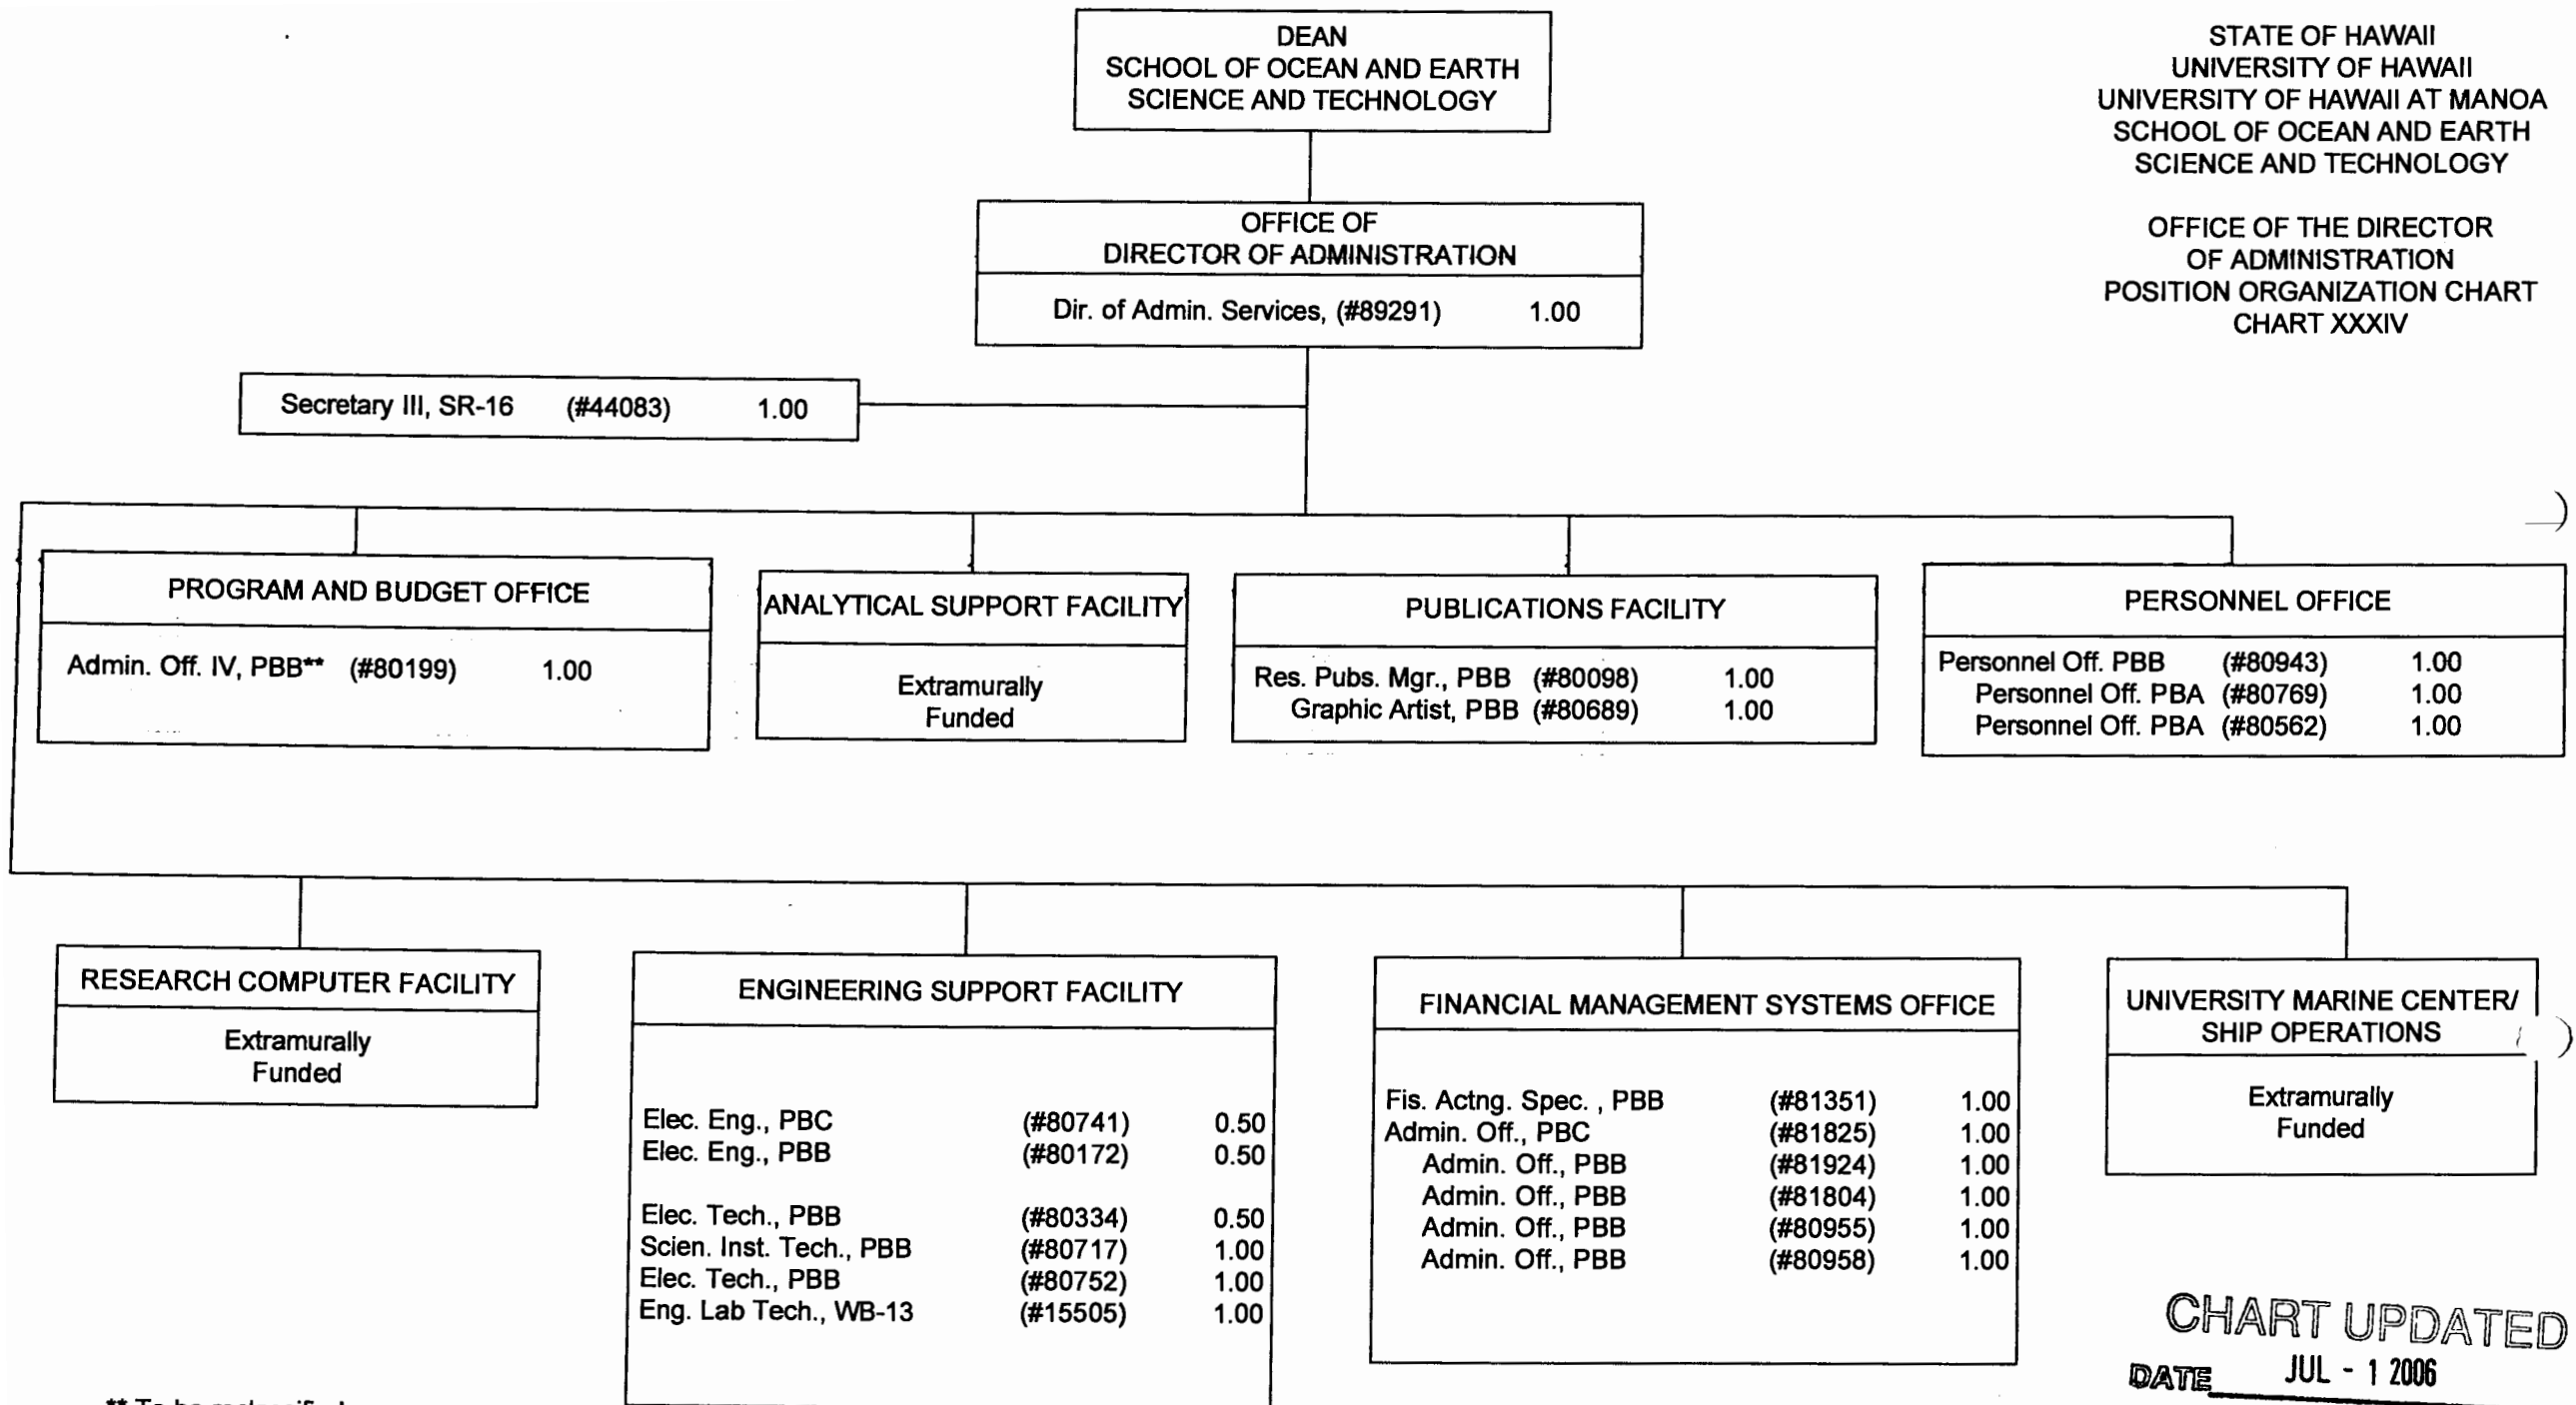 DEAN
SCHOOL OF OCEAN AND EARTH
SCIENCE AND TECHNOLOGY
STATE OF HAWAII
UNIVERSITY OF HAWAII
UNIVERSITY OF HAWAII AT MANOA
SCHOOL OF OCEAN AND EARTH
SCIENCE AND TECHNOLOGY
OFFICE OF THE DIRECTOR
OF ADMINISTRATION
POSITION ORGANIZATION CHART
CHART XXXIV
OFFICE OF
DIRECTOR OF ADMINISTRATION
Dir. of Admin. Services, (#89291) 1.00
Secretary III, SR-16 (#44083) 1.00
PROGRAM AND BUDGET OFFICE
Admin. Off. IV, PBB** (#80199) 1.00
ANALYTICAL SUPPORT FACILITY
Extramurally
Funded
PUBLICATIONS FACILITY
Res. Pubs. Mgr., PBB (#80098) 1.00
Graphic Artist, PBB (#80689) 1.00
PERSONNEL OFFICE
Personnel Off. PBB (#80943) 1.00
Personnel Off. PBA (#80769) 1.00
Personnel Off. PBA (#80562) 1.00
RESEARCH COMPUTER FACILITY
Extramurally
Funded
ENGINEERING SUPPORT FACILITY
Elec. Eng., PBC (#80741) 0.50
Elec. Eng., PBB (#80172) 0.50
Elec. Tech., PBB (#80334) 0.50
Scien. Inst. Tech., PBB (#80717) 1.00
Elec. Tech., PBB (#80752) 1.00
Eng. Lab Tech., WB-13 (#15505) 1.00
FINANCIAL MANAGEMENT SYSTEMS OFFICE
Fis. Actng. Spec. , PBB (#81351) 1.00
Admin. Off., PBC (#81825) 1.00
Admin. Off., PBB (#81924) 1.00
Admin. Off., PBB (#81804) 1.00
Admin. Off., PBB (#80955) 1.00
Admin. Off., PBB (#80958) 1.00
UNIVERSITY MARINE CENTER/
SHIP OPERATIONS
Extramurally
Funded
CHART UPDATED
DATE JUL - 1 2006
** To be